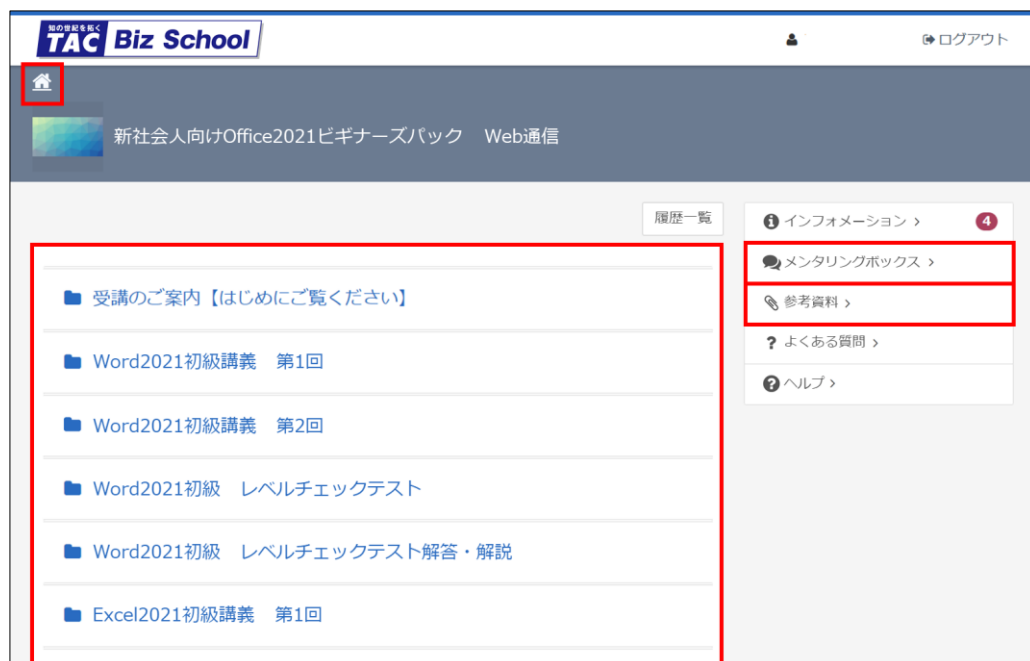 知の世紀を拓く
TAC Biz School
ログアウト
新社会人向けOffice2021ビギナーズパック　Web通信
履歴一覧
受講のご案内【はじめにご覧ください】
Word2021初級講義　第1回
Word2021初級講義　第2回
Word2021初級　レベルチェックテスト
Word2021初級　レベルチェックテスト解答・解説
Excel2021初級講義　第1回
インフォメーション › 4
メンタリングボックス ›
参考資料 ›
? よくある質問 ›
ヘルプ ›